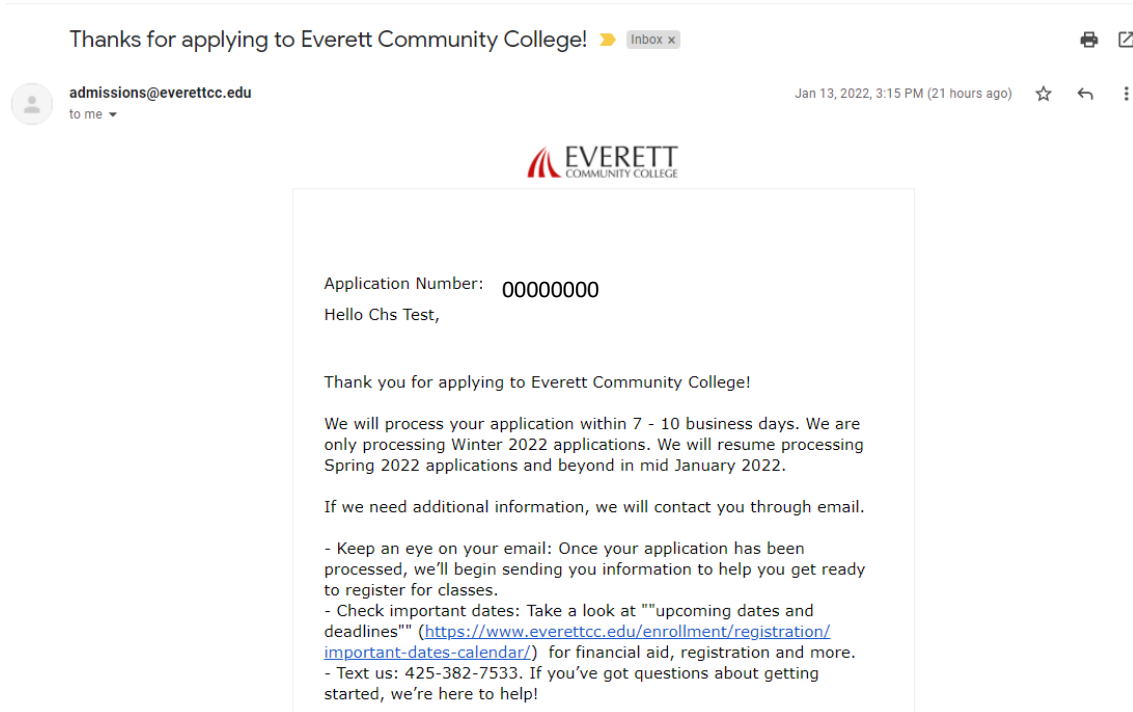 Thanks for applying to Everett Community College! Inbox x
admissions@everettcc.edu Jan 13, 2022, 3:15 PM (21 hours ago)
to me
EVERETT
COMMUNITY COLLEGE
Application Number: 00000000
Hello Chs Test,
Thank you for applying to Everett Community College!
We will process your application within 7 - 10 business days. We are
only processing Winter 2022 applications. We will resume processing
Spring 2022 applications and beyond in mid January 2022.
If we need additional information, we will contact you through email.
- Keep an eye on your email: Once your application has been
processed, we’ll begin sending you information to help you get ready
to register for classes.
- Check important dates: Take a look at ""upcoming dates and
deadlines"" (https://www.everettcc.edu/enrollment/registration/
important-dates-calendar/) for financial aid, registration and more.
- Text us: 425-382-7533. If you’ve got questions about getting
started, we’re here to help!